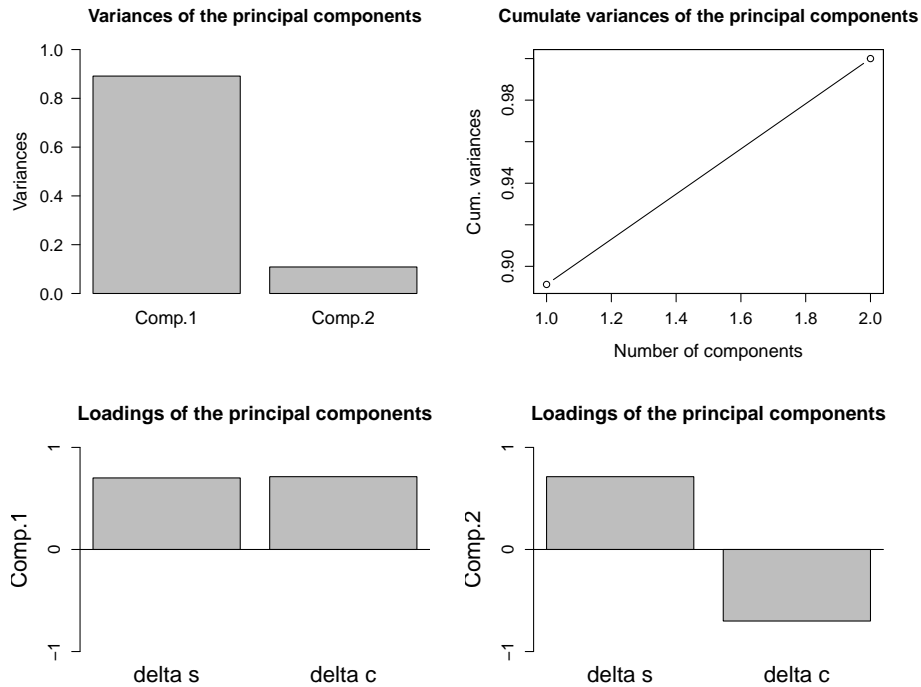 Variances of the principal components
1.0
0.8
0.6
0.4
0.2
0.0
Variances
Comp.1 Comp.2
Cumulate variances of the principal components
0.98
0.94
0.90
Cum. variances
1.0 1.2 1.4 1.6 1.8 2.0
Number of components
Loadings of the principal components
1
0
−1
Comp.1
delta s delta c
Loadings of the principal components
1
0
−1
Comp.2
delta s delta c